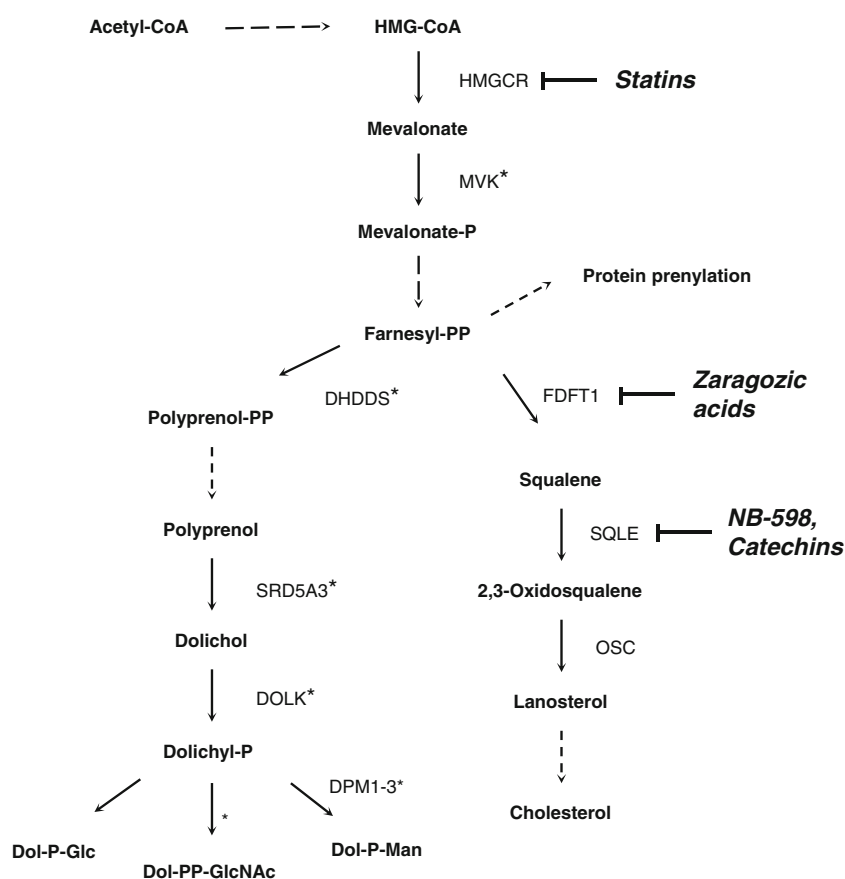 Acetyl-CoA
HMG-CoA
HMGCR
Statins
Mevalonate
MVK*
Mevalonate-P
Protein prenylation
Farnesyl-PP
DHDDS*
FDFT1
Zaragozic
acids
Polyprenol-PP
Squalene
Polyprenol
SQLE
NB-598,
Catechins
SRD5A3*
2,3-Oxidosqualene
Dolichol
OSC
DOLK*
Lanosterol
Dolichyl-P
DPM1-3*
*
Cholesterol
Dol-P-Glc
Dol-PP-GlcNAc
Dol-P-Man